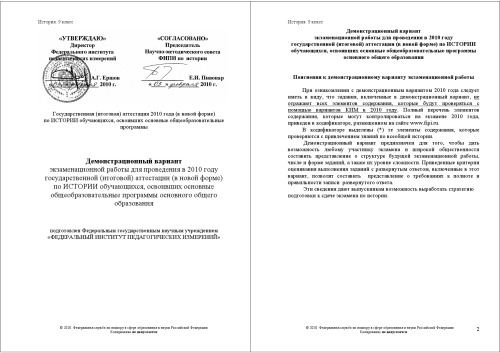 История. 9 класс
«УТВЕРЖДАЮ»
Директор
Федерального института
педагогических измерений
А.Г. Ершов
2010 г.
«СОГЛАСОВАНО»
Председатель
Научно-методического совета
ФИПИ по истории
Е.И. Пивовар
2010 г.
Государственная (итоговая) аттестация 2010 года (в новой форме)
по ИСТОРИИ обучающихся, освоивших основные общеобразовательные
программы
Демонстрационный вариант
экзаменационной работы для проведения в 2010 году
государственной (итоговой) аттестации (в новой форме)
по ИСТОРИИ обучающихся, освоивших основные
общеобразовательные программы основного общего
образования
подготовлен Федеральным государственным научным учреждением
«ФЕДЕРАЛЬНЫЙ ИНСТИТУТ ПЕДАГОГИЧЕСКИХ ИЗМЕРЕНИЙ»
© 2010 Федеральная служба по надзору в сфере образования и науки Российской Федерации
Копирование не допускается
История. 9 класс
Демонстрационный вариант
экзаменационной работы для проведения в 2010 году
государственной (итоговой) аттестации (в новой форме) по ИСТОРИИ
обучающихся, освоивших основные общеобразовательные программы
основного общего образования
Пояснения к демонстрационному варианту экзаменационной работы
При ознакомлении с демонстрационным вариантом 2010 года следует
иметь в виду, что задания, включенные в демонстрационный вариант, не
отражают всех элементов содержания, которые будут проверяться с
помощью вариантов КИМ в 2010 году. Полный перечень элементов
содержания, которые могут контролироваться на экзамене 2010 года,
приведен в кодификаторе, размещенном на сайте www.fipi.ru.
В кодификаторе выделены (*) те элементы содержания, которые
проверяются с привлечением знаний по всеобщей истории.
Демонстрационный вариант предназначен для того, чтобы дать
возможность любому участнику экзамена и широкой общественности
составить представление о структуре будущей экзаменационной работы,
числе и форме заданий, а также их уровне сложности. Приведенные критерии
оценивания выполнения заданий с развернутым ответом, включенные в этот
вариант, позволят составить представление о требованиях к полноте и
правильности записи развернутого ответа.
Эти сведения дают выпускникам возможность выработать стратегию
подготовки к сдаче экзамена по истории.
© 2010 Федеральная служба по надзору в сфере образования и науки Российской Федерации
Копирование не допускается
2